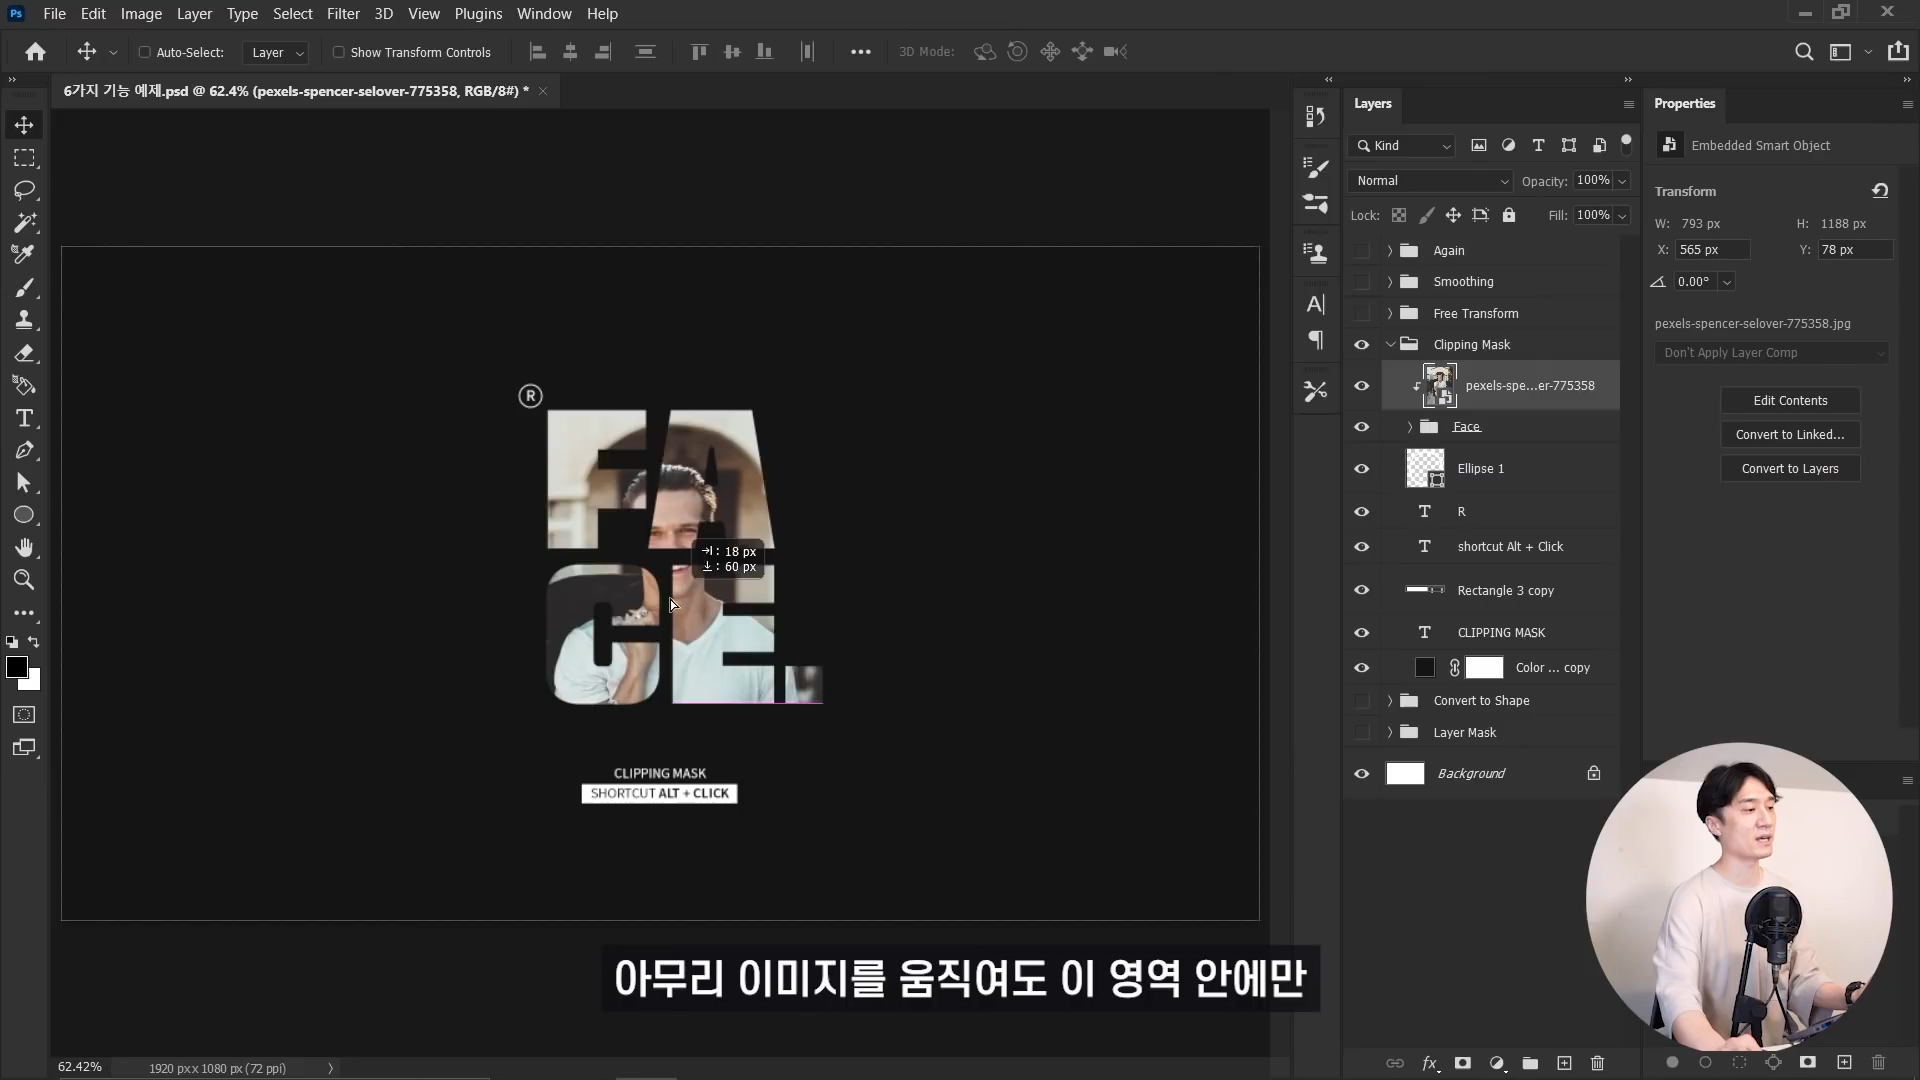 Ps File Edit Image Layer Type Select Filter 3D View Plugins Window Help
Auto-Select: Layer Show Transform Controls 3D Mode:
6가지 기능 예제.psd @ 62.4% (pexels-spencer-selover-775358, RGB/8#) *
Layers
Kind
Normal Opacity: 100%
Lock: Fill: 100%
Again
Smoothing
Free Transform
Clipping Mask
pexels-spe...er-775358
Face
Ellipse 1
R
shortcut Alt + Click
Rectangle 3 copy
CLIPPING MASK
Color ... copy
Convert to Shape
Layer Mask
Background
Properties
Embedded Smart Object
Transform
W: 793 px H: 1188 px
X: 565 px Y: 78 px
0.00°
pexels-spencer-selover-775358.jpg
Don't Apply Layer Comp
Edit Contents
Convert to Linked...
Convert to Layers
®
FA
CE.
: 18 px
: 60 px
CLIPPING MASK
SHORTCUT ALT + CLICK
아무리 이미지를 움직여도 이 영역 안에만
62.42% 1920 px x 1080 px (72 ppi)